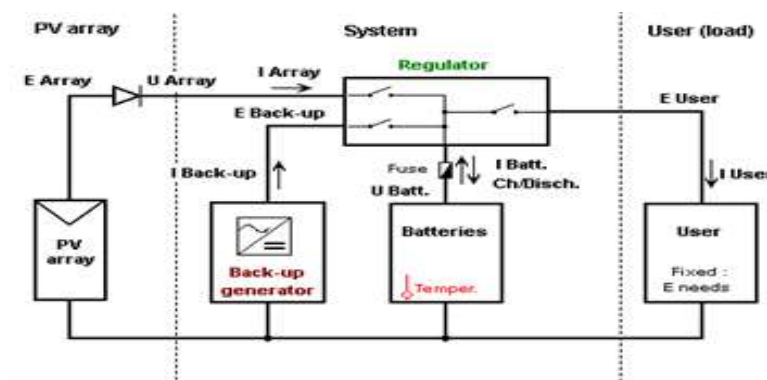 PV array
System
User (load)
Regulator
I Array
E Array
U Array
E Back-up
E User
I Back-up
Fuse
I Batt.
Ch/Disch.
U Batt.
I User
PV
array
Back-up
generator
Batteries
Temper.
User
Fixed :
E needs